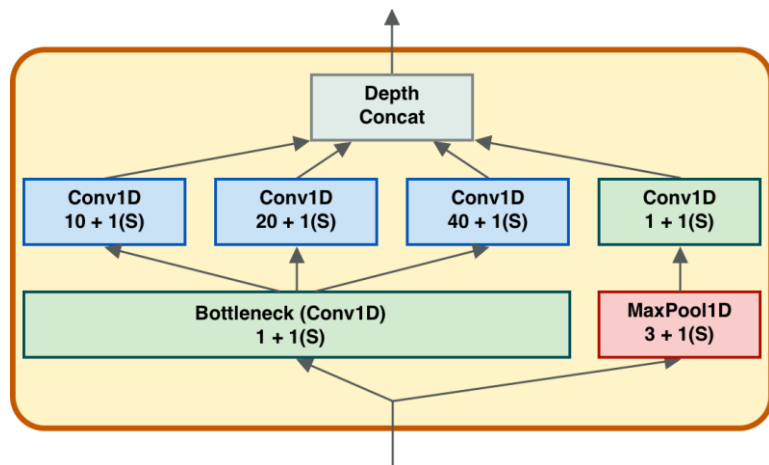 Depth
Concat
Conv1D
10 + 1(S)
Conv1D
20 + 1(S)
Conv1D
40 + 1(S)
Conv1D
1 + 1(S)
Bottleneck (Conv1D)
1 + 1(S)
MaxPool1D
3 + 1(S)